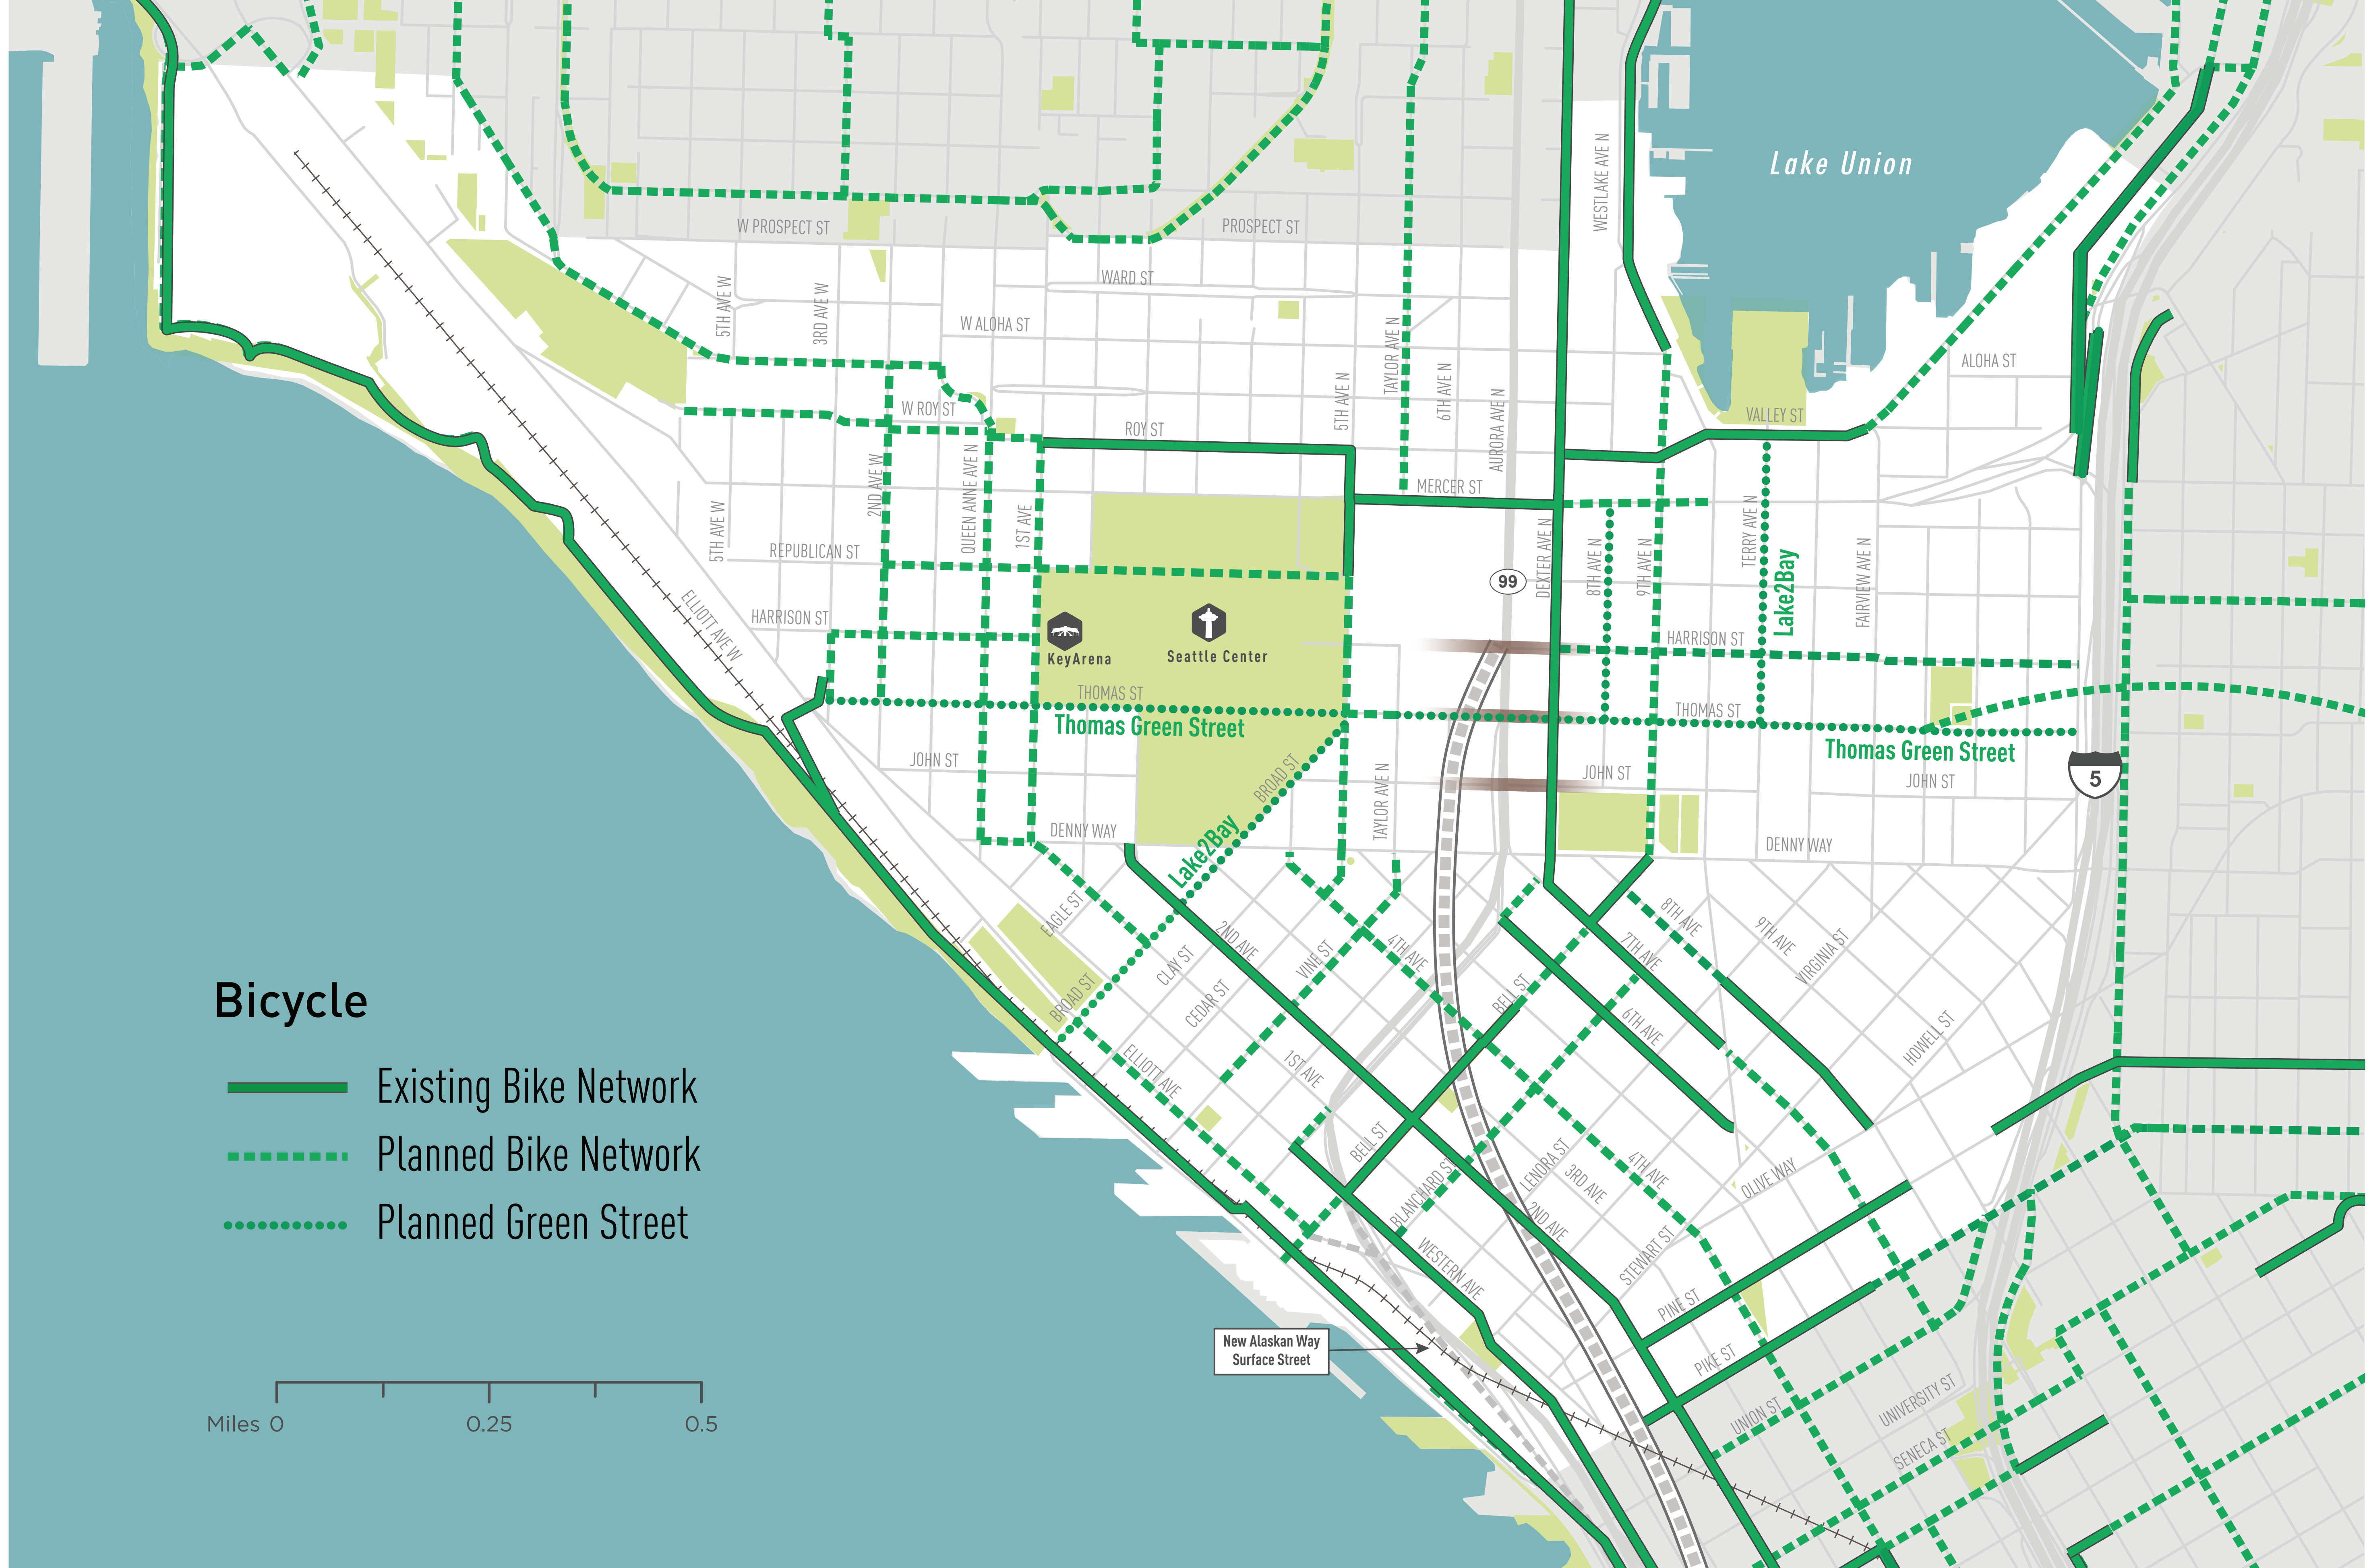 Lake Union
WESTLAKE AVE N
W PROSPECT ST
PROSPECT ST
WARD ST
5TH AVE W
3RD AVE W
W ALOHA ST
TAYLOR AVE N
ALOHA ST
5TH AVE N
6TH AVE N
AURORA AVE N
W ROY ST
VALLEY ST
ROY ST
2ND AVE W
QUEEN ANNE AVE N
MERCER ST
5TH AVE W
1ST AVE
TERRY AVE N
REPUBLICAN ST
DEXTER AVE N
8TH AVE N
9TH AVE N
Lake2Bay
FAIRVIEW AVE N
99
ELLIOTT AVE W
HARRISON ST
HARRISON ST
KeyArena
Seattle Center
THOMAS ST
THOMAS ST
Thomas Green Street
Thomas Green Street
JOHN ST
BROAD ST
TAYLOR AVE N
JOHN ST
JOHN ST
5
DENNY WAY
DENNY WAY
Lake2Bay
EAGLE ST
2ND AVE
8TH AVE
9TH AVE
VIRGINIA ST
CLAY ST
VINE ST
4TH AVE
7TH AVE
BROAD ST
CEDAR ST
BELL ST
6TH AVE
HOWELL ST
ELLIOTT AVE
1ST AVE
BELL ST
BLANCHARD ST
LENORA ST
3RD AVE
4TH AVE
OLIVE WAY
2ND AVE
WESTERN AVE
STEWART ST
PINE ST
PIKE ST
UNION ST
UNIVERSITY ST
SENECA ST
New Alaskan Way
Surface Street
Bicycle
Existing Bike Network
Planned Bike Network
Planned Green Street
Miles 0 0.25 0.5